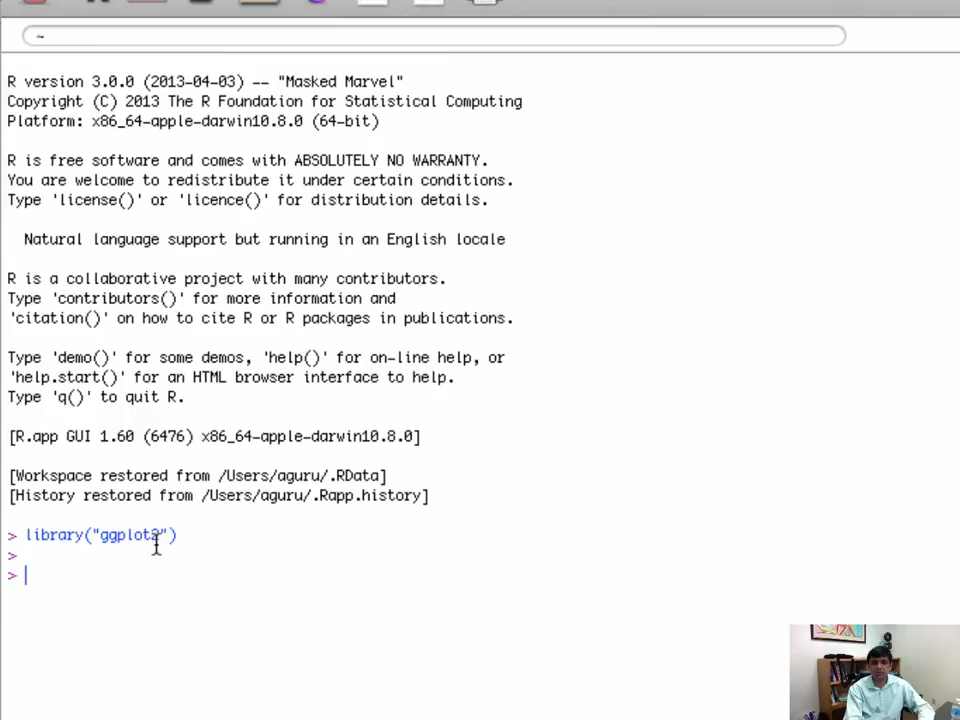 ~
R version 3.0.0 (2013-04-03) -- "Masked Marvel"
Copyright (C) 2013 The R Foundation for Statistical Computing
Platform: x86_64-apple-darwin10.8.0 (64-bit)
R is free software and comes with ABSOLUTELY NO WARRANTY.
You are welcome to redistribute it under certain conditions.
Type 'license()' or 'licence()' for distribution details.
Natural language support but running in an English locale
R is a collaborative project with many contributors.
Type 'contributors()' for more information and
'citation()' on how to cite R or R packages in publications.
Type 'demo()' for some demos, 'help()' for on-line help, or
'help.start()' for an HTML browser interface to help.
Type 'q()' to quit R.
[R.app GUI 1.60 (6476) x86_64-apple-darwin10.8.0]
[Workspace restored from /Users/aguru/.RData]
[History restored from /Users/aguru/.Rapp.history]
> library("ggplot2")
>
>